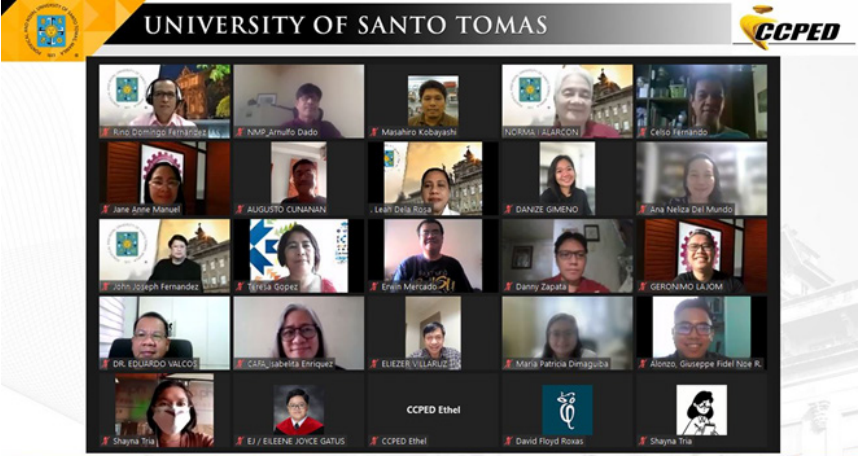 UNIVERSITY OF SANTO TOMAS
CCPED
Rino Domingo Fernandez
NMP_Arnulfo Dado
Masahiro Kobayashi
NORMA I ALARCON
Celso Fernando
Jane Anne Manuel
AUGUSTO CUNANAN
Lean Dela Rosa
DANIZE GIMENO
Ana Neliza Del Mundo
John Joseph Fernandez
Teresa Gopez
Erwin Mercado
Danny Zapata
GERONIMO LAJOM
DR. EDUARDO VALCOS
CAFA_Isabelita Enriquez
ELIEZER VILLARUZ
Maria Patricia Dimaguiba
Alonzo, Giuseppe Fidel Noe R.
Shayna Tria
EJ / EILEENE JOYCE GATUS
CCPED Ethel
CCPED Ethel
David Floyd Roxas
Shayna Tria